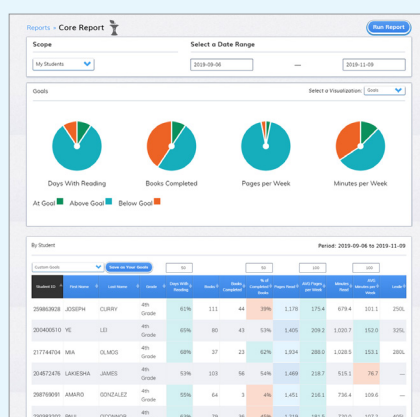 Reports - Core Report
Run Report
Scope
Select a Date Range
My Students
2019-09-06
—
2019-11-09
Goals
Select a Visualization:
Goals
Days With Reading
Books Completed
Pages per Week
Minutes per Week
At Goal
Above Goal
Below Goal
By Student
Period: 2019-09-06 to 2019-11-09
Custom Goals
Save as Your Goals
50
50
160
160
Student ID First Name Last Name Grade Days With Reading Books Books Completed % of Completed Books Pages Read AVG Pages per Week Minutes Read AVG Minutes per Week
259863928 JOSEPH CURRY 4th Grade 61% 111 44 39% 1,178 175.4 679.4 101.1 250L
200400510 YE LEI 4th Grade 65% 80 43 53% 1,405 209.2 1,020.7 152.0 325L
217744704 MIA OLMOS 4th Grade 68% 37 23 62% 1,934 288.0 1,028.5 153.1 280L
204572476 LAKIESHA JAMES 4th Grade 53% 103 56 54% 1,469 218.7 515.1 76.7 —
298769091 AMARO GONZALEZ 4th Grade 55% 64 3 4% 1,451 216.1 736.4 109.6 —
PAUL O'CONNOR